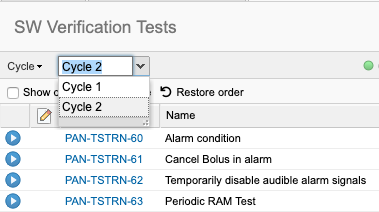 SW Verification Tests
Cycle Cycle 2
Cycle 1
Cycle 2
Show Restore order
Name
PAN-TSTRN-60 Alarm condition
PAN-TSTRN-61 Cancel Bolus in alarm
PAN-TSTRN-62 Temporarily disable audible alarm signals
PAN-TSTRN-63 Periodic RAM Test